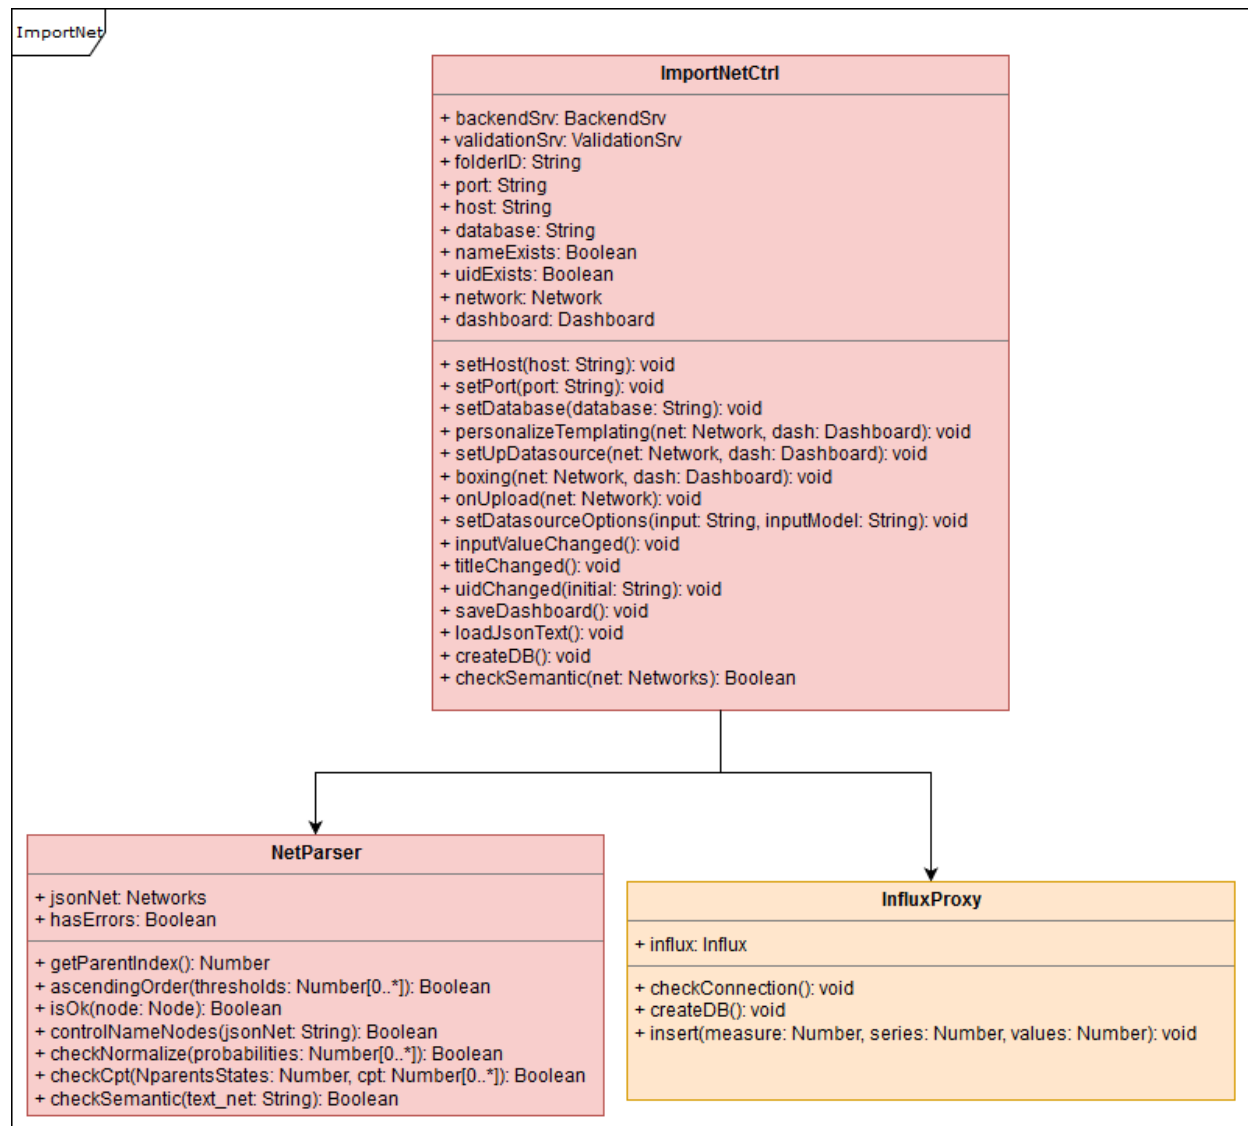 ImportNet
ImportNetCtrl
+ backendSrv: BackendSrv
+ validationSrv: ValidationSrv
+ folderID: String
+ port: String
+ host: String
+ database: String
+ nameExists: Boolean
+ uidExists: Boolean
+ network: Network
+ dashboard: Dashboard
+ setHost(host: String): void
+ setPort(port: String): void
+ setDatabase(database: String): void
+ personalizeTemplating(net: Network, dash: Dashboard): void
+ setUpDatasource(net: Network, dash: Dashboard): void
+ boxing(net: Network, dash: Dashboard): void
+ onUpload(net: Network): void
+ setDatasourceOptions(input: String, inputModel: String): void
+ inputValueChanged(): void
+ titleChanged(): void
+ uidChanged(initial: String): void
+ saveDashboard(): void
+ loadJsonText(): void
+ createDB(): void
+ checkSemantic(net: Networks): Boolean
NetParser
+ jsonNet: Networks
+ hasErrors: Boolean
+ getParentIndex(): Number
+ ascendingOrder(thresholds: Number[0..*]): Boolean
+ isOk(node: Node): Boolean
+ controlNameNodes(jsonNet: String): Boolean
+ checkNormalize(probabilities: Number[0..*]): Boolean
+ checkCpt(NparentsStates: Number, cpt: Number[0..*]): Boolean
+ checkSemantic(text_net: String): Boolean
InfluxProxy
+ influx: Influx
+ checkConnection(): void
+ createDB(): void
+ insert(measure: Number, series: Number, values: Number): void